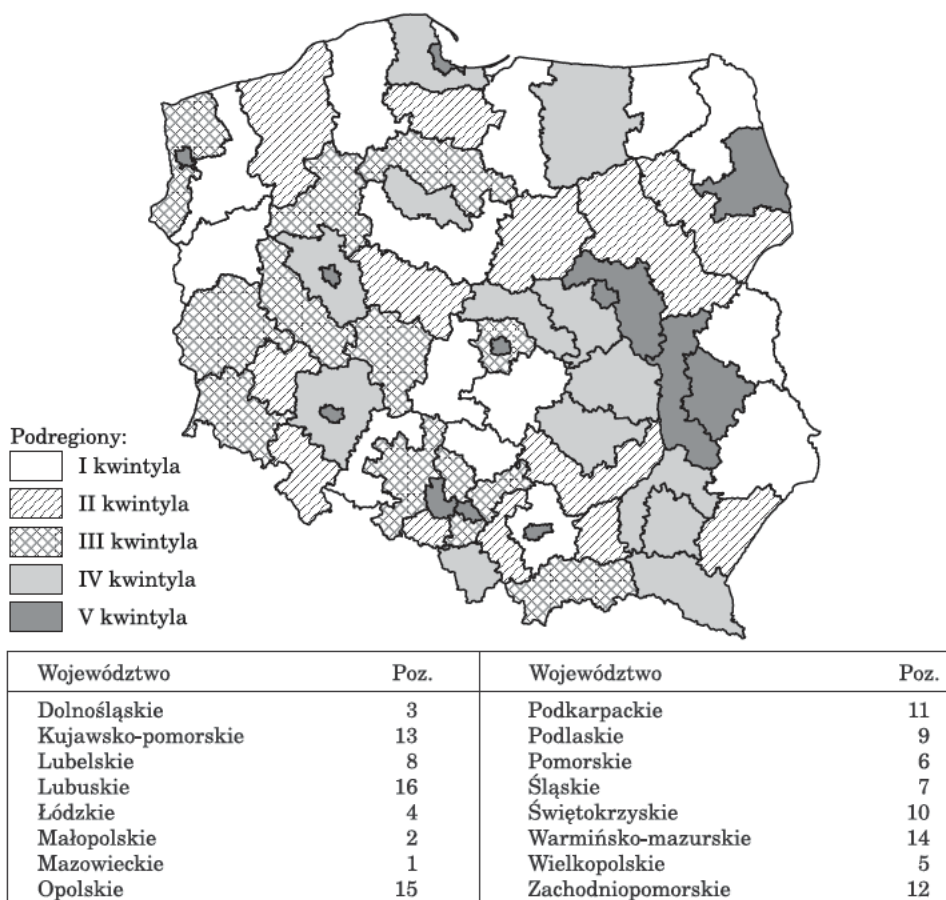 Podregiony:
I kwintyla
II kwintyla
III kwintyla
IV kwintyla
V kwintyla
Województwo Poz. Województwo Poz.
Dolnośląskie 3 Podkarpackie 11
Kujawsko-pomorskie 13 Podlaskie 9
Lubelskie 8 Pomorskie 6
Lubuskie 16 Śląskie 7
Łódzkie 4 Świętokrzyskie 10
Małopolskie 2 Warmińsko-mazurskie 14
Mazowieckie 1 Wielkopolskie 5
Opolskie 15 Zachodniopomorskie 12